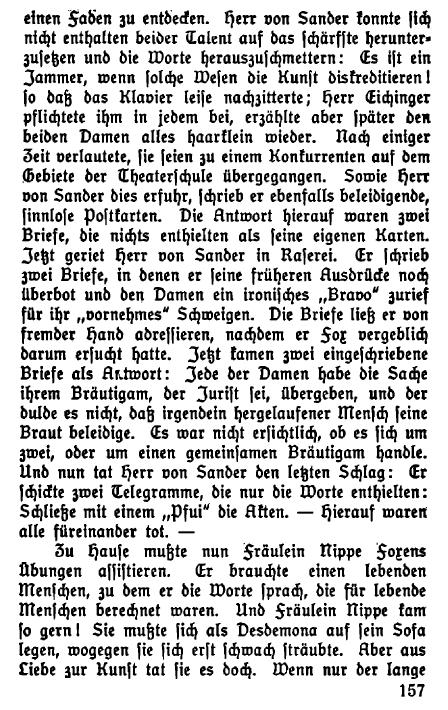 einen Faden zu entdecken. Herr von Sander konnte sich
nicht enthalten beider Talent auf das schärfste herunter-
zusetzen und die Worte herauszuschmettern: Es ist ein
Jammer, wenn solche Wesen die Kunst diskreditieren!
so daß das Klavier leise nachzitterte; Herr Eichinger
pflichtete ihm in jedem bei, erzählte aber später den
beiden Damen alles haarklein wieder. Nach einiger
Zeit verlautete, sie seien zu einem Konkurrenten auf dem
Gebiete der Theaterschule übergegangen. Sowie Herr
von Sander dies erfuhr, schrieb er ebenfalls beleidigende,
sinnlose Postkarten. Die Antwort hierauf waren zwei
Briefe, die nichts enthielten als seine eigenen Karten.
Jetzt geriet Herr von Sander in Raserei. Er schrieb
zwei Briefe, in denen er seine früheren Ausdrücke noch
überbot und den Damen ein ironisches „Bravo“ zurief
für ihr „vornehmes“ Schweigen. Die Briefe ließ er von
fremder Hand adressieren, nachdem er Fox vergeblich
darum ersucht hatte. Jetzt kamen zwei eingeschriebene
Briefe als Antwort: Jede der Damen habe die Sache
ihrem Bräutigam, der Jurist sei, übergeben, und der
dulde es nicht, daß irgendein hergelaufener Mensch seine
Braut beleidige. Es war nicht ersichtlich, ob es sich um
zwei, oder um einen gemeinsamen Bräutigam handle.
Und nun tat Herr von Sander den letzten Schlag: Er
schickte zwei Telegramme, die nur die Worte enthielten:
Schließe mit einem „Pfui“ die Akten. — Hierauf waren
alle füreinander tot. —
Zu Hause mußte nun Fräulein Nippe Foxens
Übungen assistieren. Er brauchte einen lebenden
Menschen, zu dem er die Worte sprach, die für lebende
Menschen berechnet waren. Und Fräulein Nippe kam
so gern! Sie mußte sich als Desdemona auf sein Sofa
legen, wogegen sie sich erst schwach sträubte. Aber aus
Liebe zur Kunst tat sie es doch. Wenn nur der lange
157